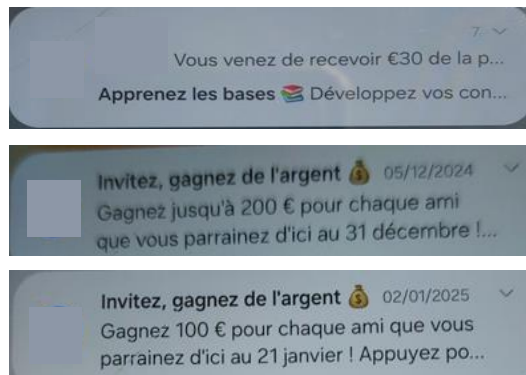 7
Vous venez de recevoir €30 de la p...
Apprenez les bases 📚 Développez vos con...
Invitez, gagnez de l'argent 💰 05/12/2024
Gagnez jusqu'à 200 € pour chaque ami
que vous parrainez d'ici au 31 décembre !...
Invitez, gagnez de l'argent 💰 02/01/2025
Gagnez 100 € pour chaque ami que vous
parrainez d'ici au 21 janvier ! Appuyez po...